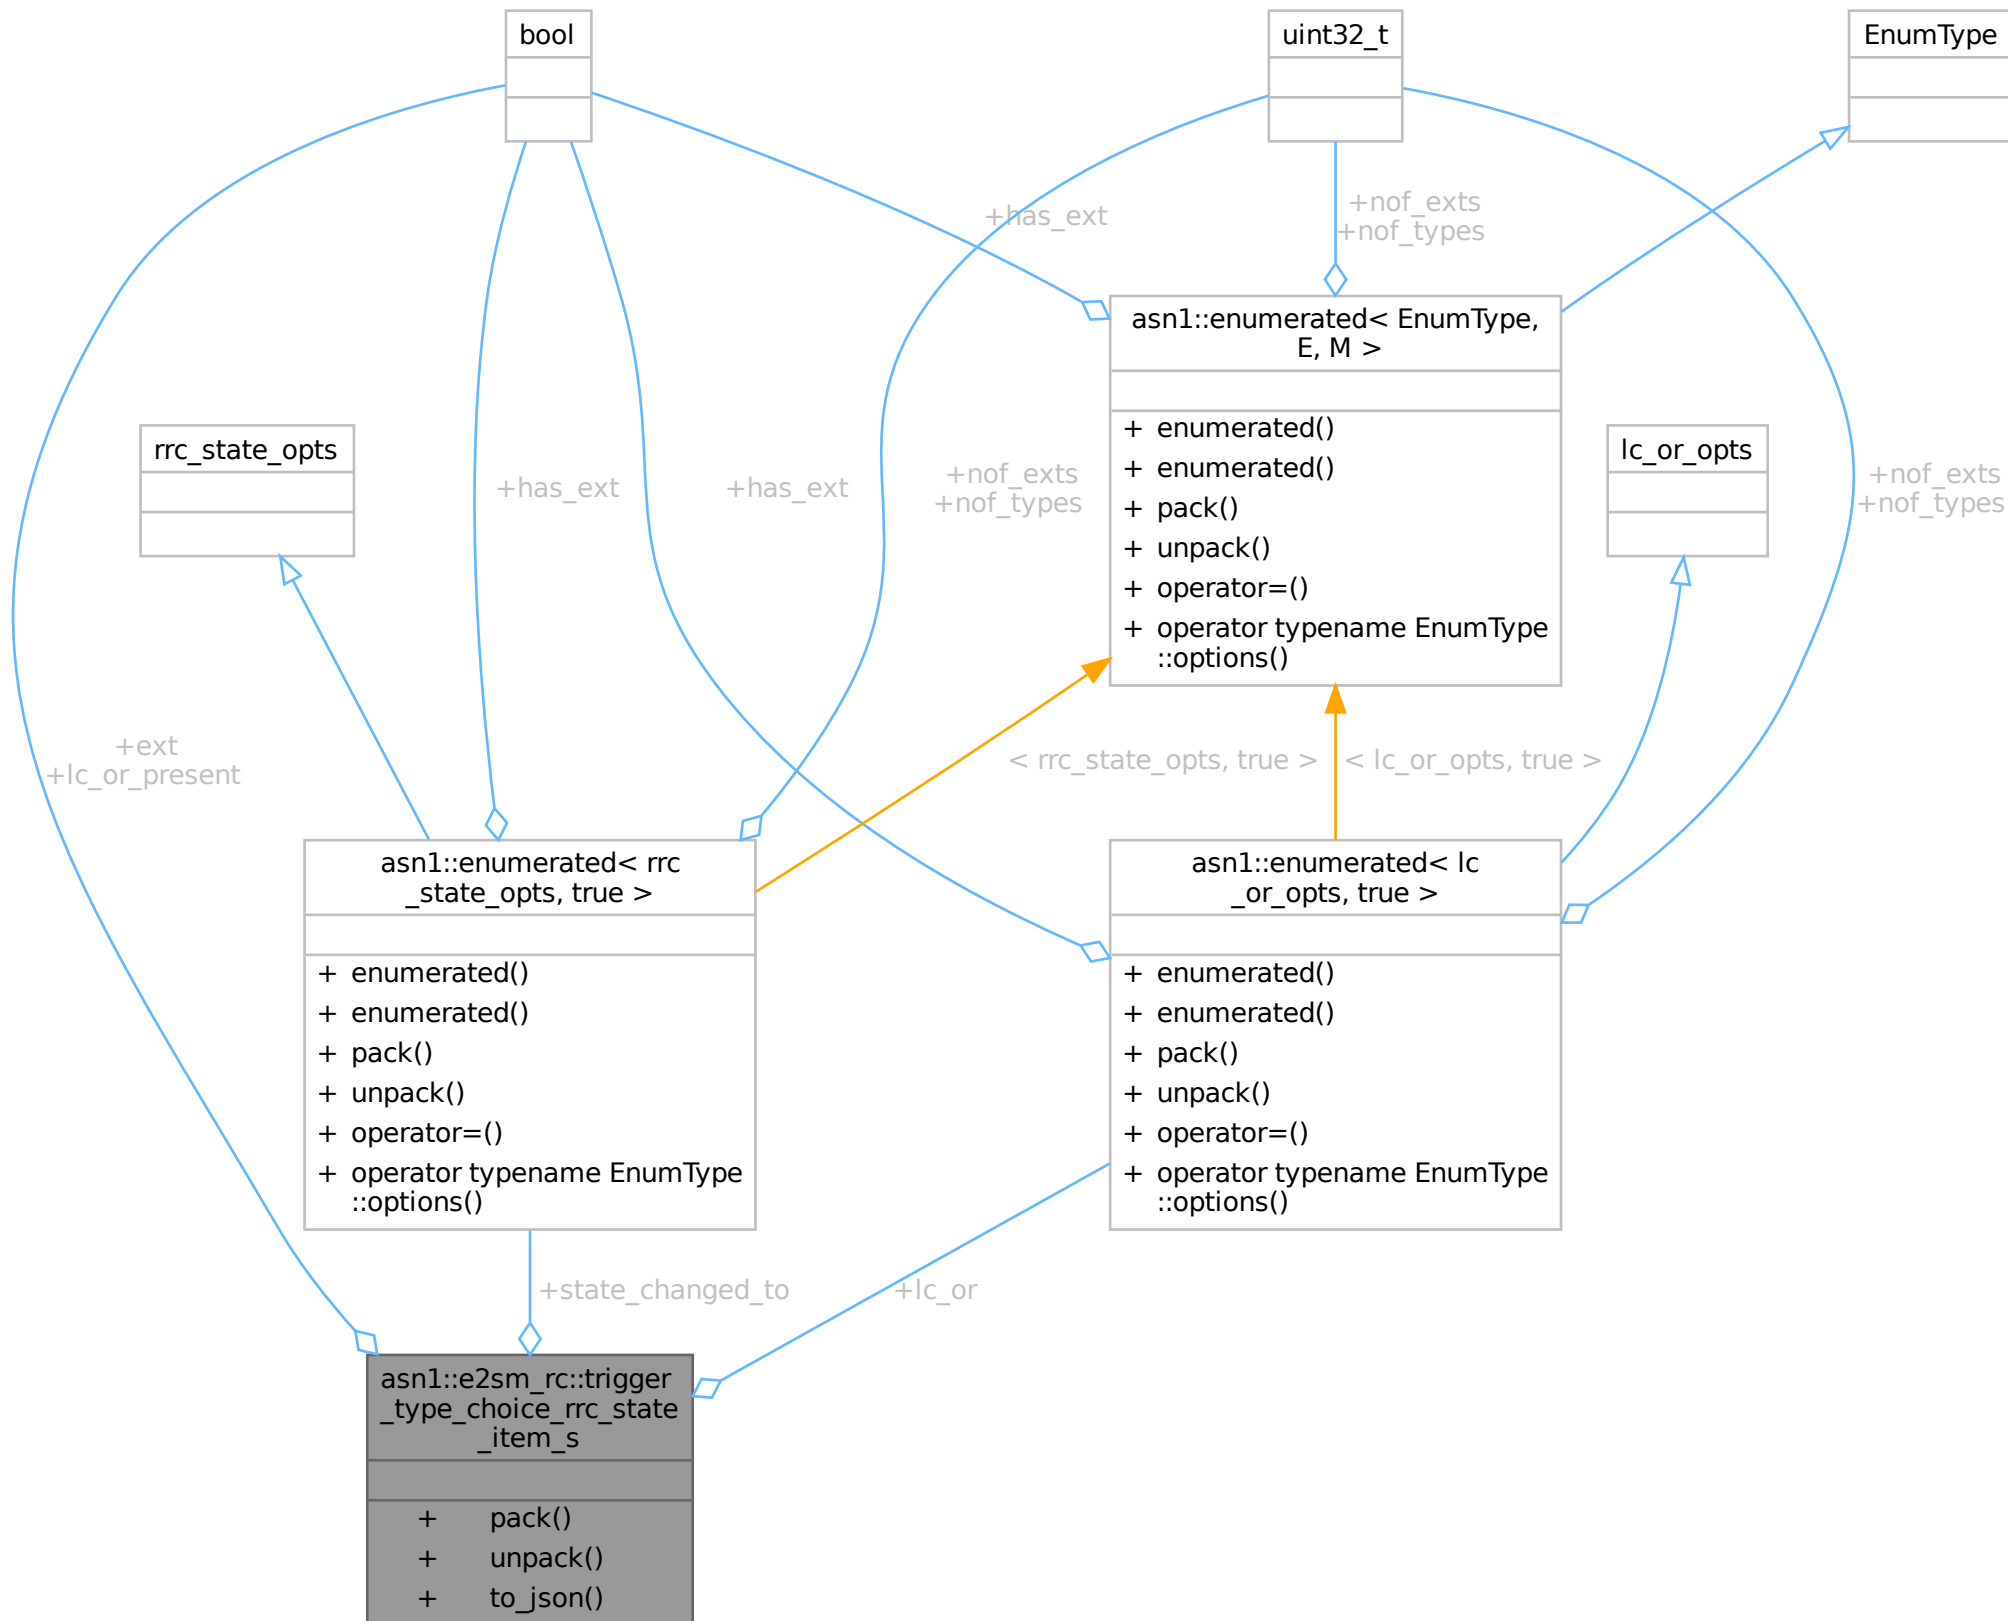 bool
uint32_t
EnumType
+has_ext
+nof_exts
+nof_types
asn1::enumerated< EnumType,
E, M >
+ enumerated()
+ enumerated()
+ pack()
+ unpack()
+ operator=()
+ operator typename EnumType
::options()
rrc_state_opts
lc_or_opts
+has_ext
+has_ext
+nof_exts
+nof_types
+nof_exts
+nof_types
+ext
+lc_or_present
< rrc_state_opts, true >
< lc_or_opts, true >
asn1::enumerated< rrc
_state_opts, true >
+ enumerated()
+ enumerated()
+ pack()
+ unpack()
+ operator=()
+ operator typename EnumType
::options()
asn1::enumerated< lc
_or_opts, true >
+ enumerated()
+ enumerated()
+ pack()
+ unpack()
+ operator=()
+ operator typename EnumType
::options()
+state_changed_to
+lc_or
asn1::e2sm_rc::trigger
_type_choice_rrc_state
_item_s
+ pack()
+ unpack()
+ to_json()